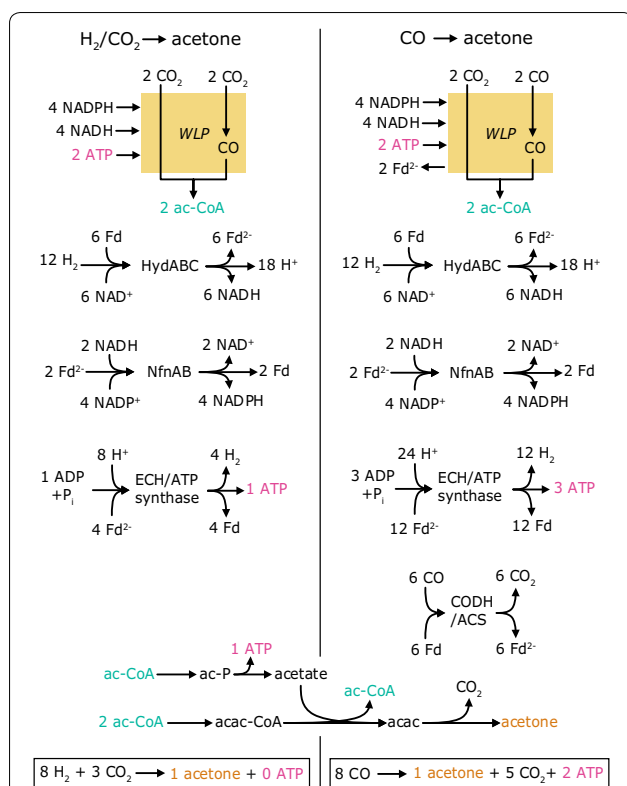 H₂/CO₂ → acetone
2 CO₂ 2 CO₂
4 NADPH
4 NADH
WLP
2 ATP
CO
2 ac-CoA
6 Fd 6 Fd²⁻
12 H₂ HydABC 18 H⁺
6 NAD⁺ 6 NADH
2 NADH 2 NAD⁺
2 Fd²⁻ NfnAB 2 Fd
4 NADP⁺ 4 NADPH
8 H⁺ 4 H₂
1 ADP +Pᵢ ECH/ATP synthase 1 ATP
4 Fd²⁻ 4 Fd
CO → acetone
2 CO₂ 2 CO
4 NADPH
4 NADH
WLP
2 ATP
CO
2 Fd²⁻
2 ac-CoA
6 Fd 6 Fd²⁻
12 H₂ HydABC 18 H⁺
6 NAD⁺ 6 NADH
2 NADH 2 NAD⁺
2 Fd²⁻ NfnAB 2 Fd
4 NADP⁺ 4 NADPH
24 H⁺ 12 H₂
3 ADP +Pᵢ ECH/ATP synthase 3 ATP
12 Fd²⁻ 12 Fd
6 CO 6 CO₂
CODH
/ACS
6 Fd 6 Fd²⁻
1 ATP
ac-CoA ac-P acetate
ac-CoA CO₂
2 ac-CoA acac-CoA acac acetone
8 H₂ + 3 CO₂ → 1 acetone + 0 ATP
8 CO → 1 acetone + 5 CO₂+ 2 ATP